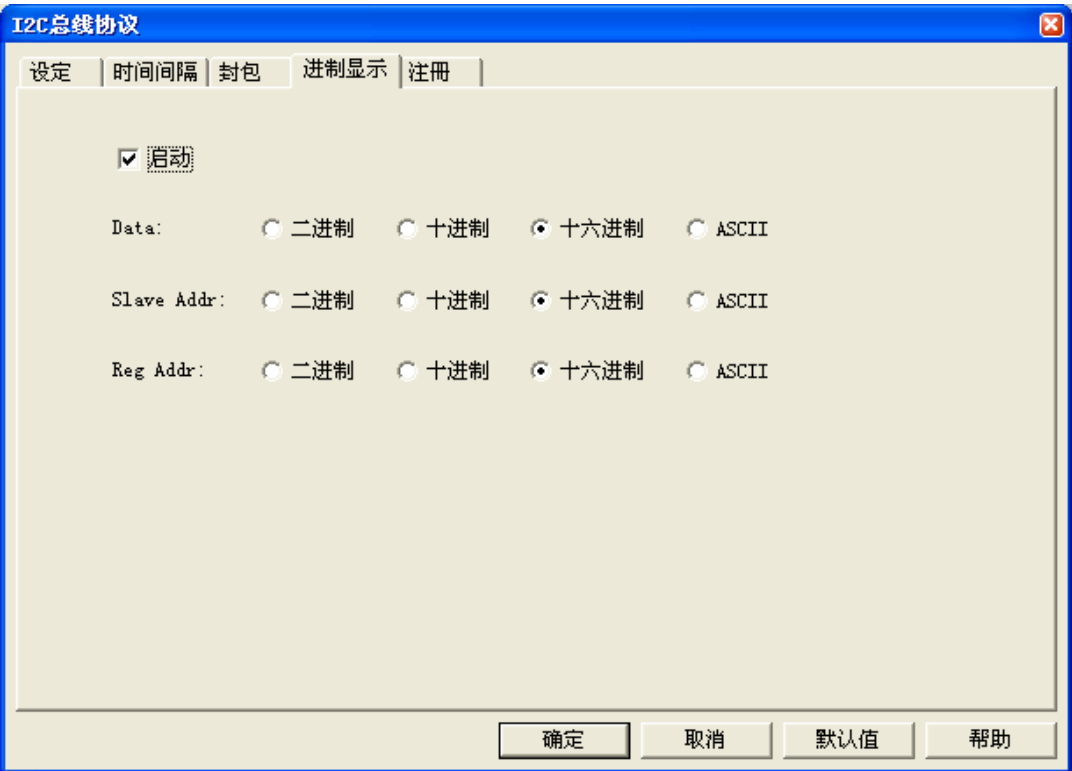 I2C总线协议
设定 时间间隔 封包 进制显示 注册
启动
Data: 二进制 十进制 十六进制 ASCII
Slave Addr: 二进制 十进制 十六进制 ASCII
Reg Addr: 二进制 十进制 十六进制 ASCII
确定 取消 默认值 帮助